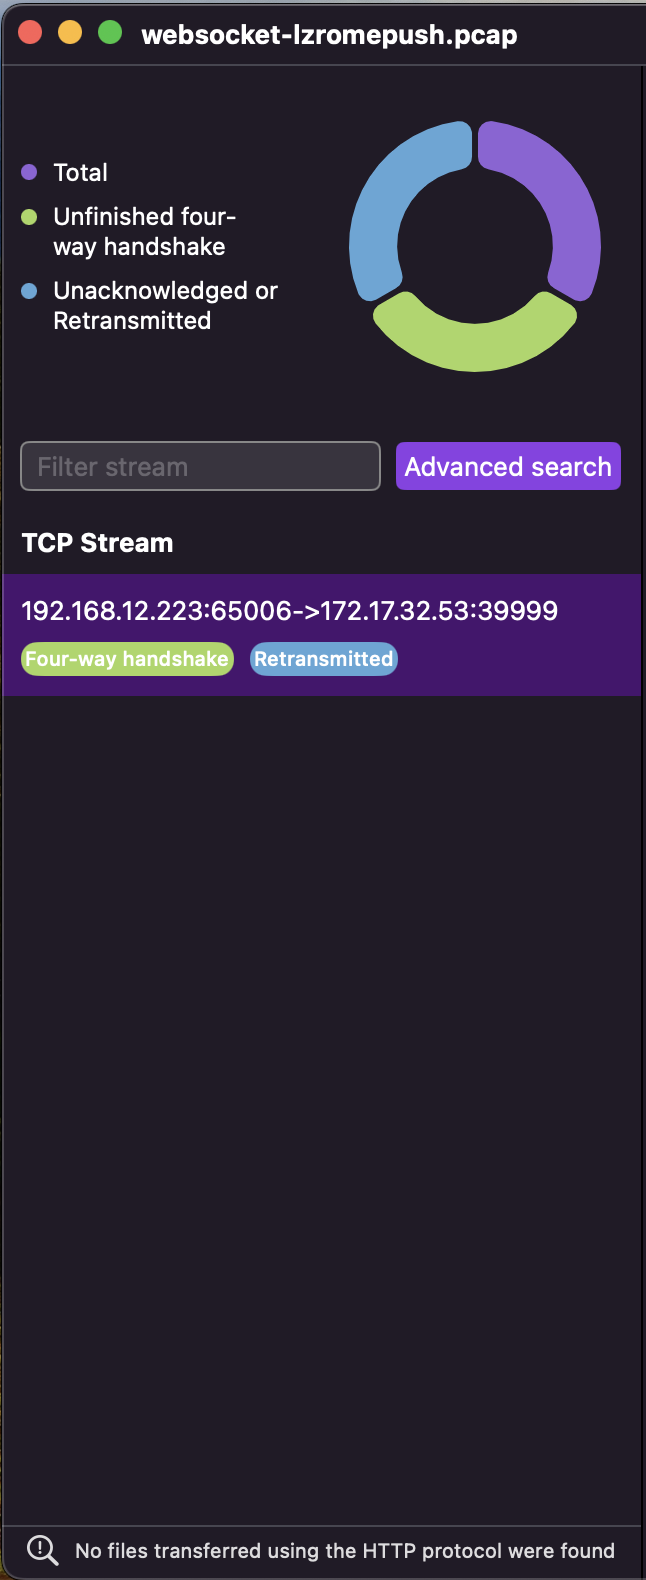 websocket-lzromepush.pcap
Total
Unfinished four-
way handshake
Unacknowledged or
Retransmitted
Filter stream
Advanced search
TCP Stream
192.168.12.223:65006->172.17.32.53:39999
Four-way handshake
Retransmitted
No files transferred using the HTTP protocol were found